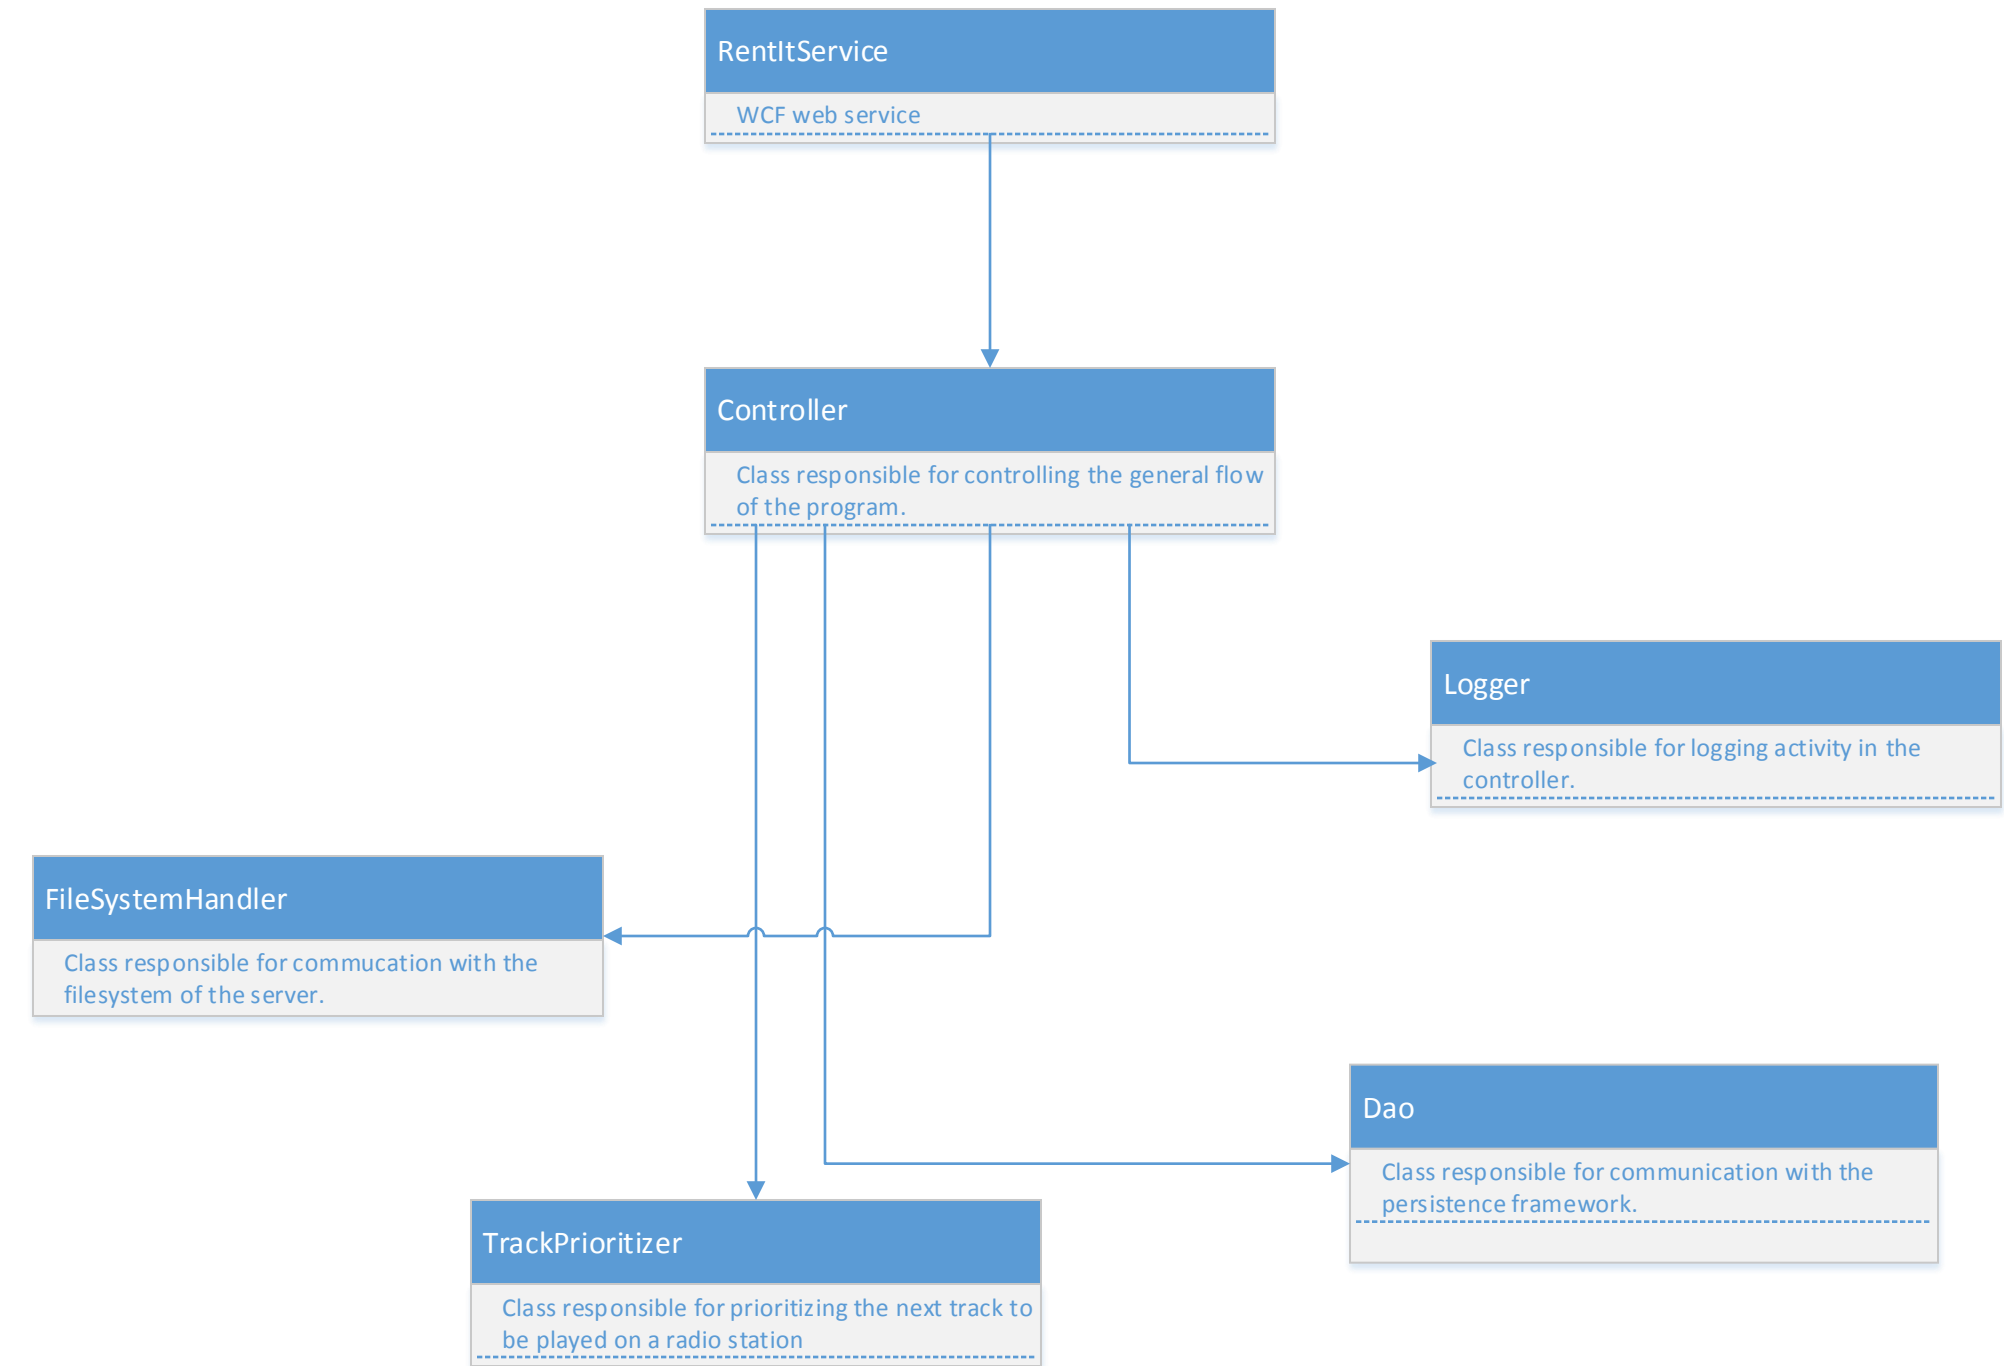 RentItService
WCF web service
Controller
Class responsible for controlling the general flow
of the program.
Logger
Class responsible for logging activity in the
controller.
FileSystemHandler
Class responsible for commucation with the
filesystem of the server.
Dao
Class responsible for communication with the
persistence framework.
TrackPrioritizer
Class responsible for prioritizing the next track to
be played on a radio station